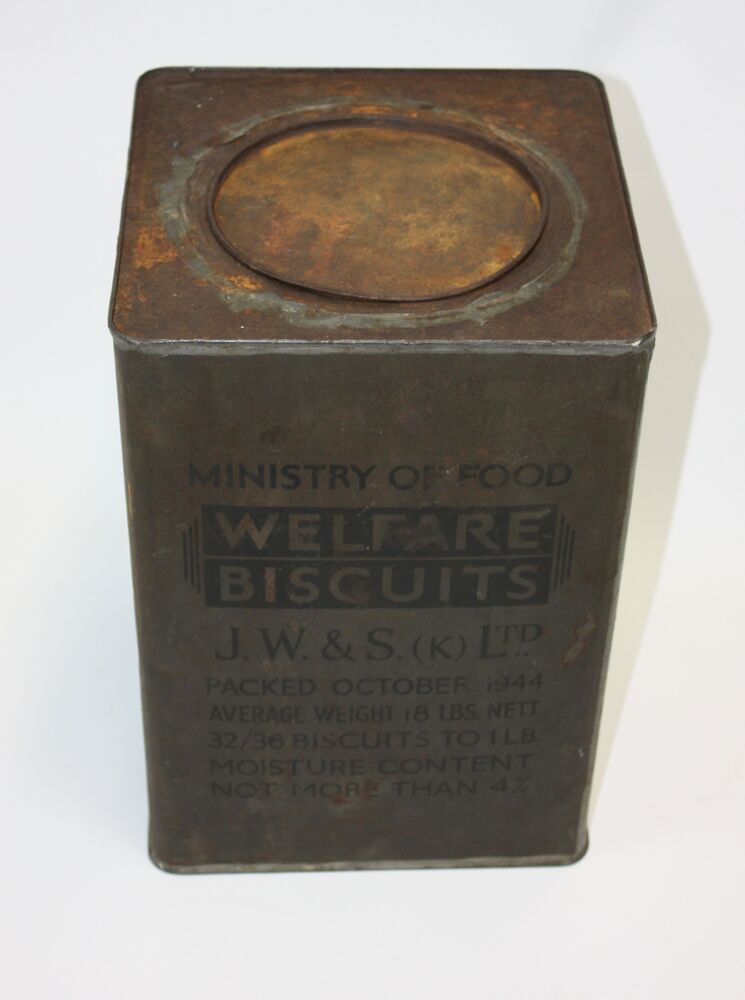 MINISTRY OF FOOD
WELFARE
BISCUITS
J. W. & S. (K) LTD
PACKED OCTOBER 1944
AVERAGE WEIGHT 18 LBS. NETT
32/36 BISCUITS TO 1 LB.
MOISTURE CONTENT
NOT MORE THAN 4%